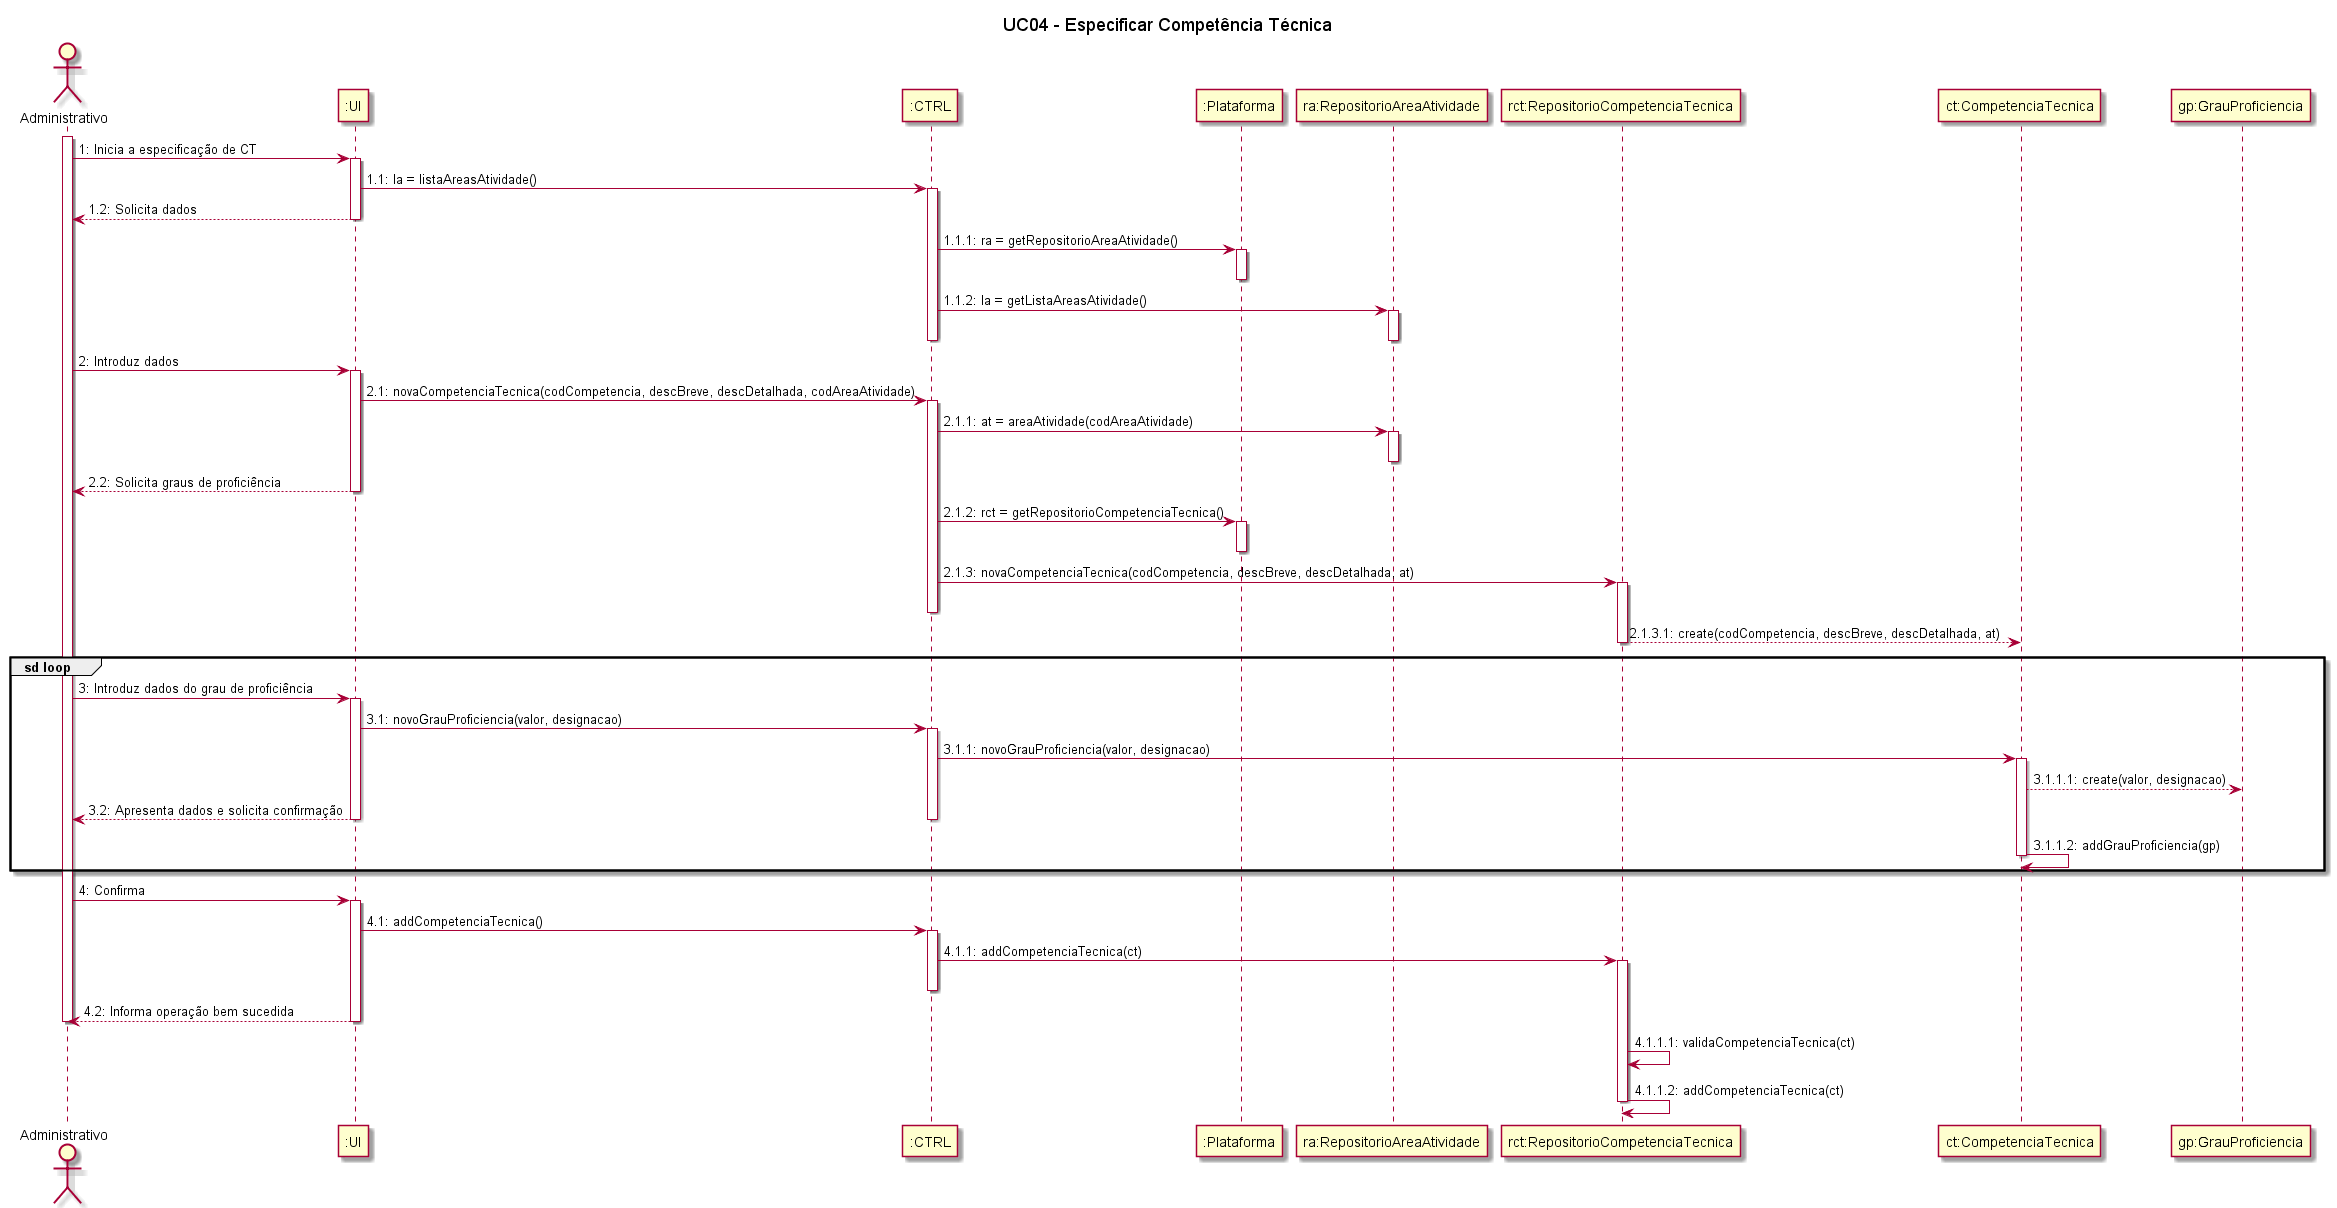 UC04 - Especificar Competência Técnica
Administrativo
:UI
:CTRL
:Plataforma
ra:RepositorioAreaAtividade
rct:RepositorioCompetenciaTecnica
ct:CompetenciaTecnica
gp:GrauProficiencia
1: Inicia a especificação de CT
1.1: la = listaAreasAtividade()
1.2: Solicita dados
1.1.1: ra = getRepositorioAreaAtividade()
1.1.2: la = getListaAreasAtividade()
2: Introduz dados
2.1: novaCompetenciaTecnica(codCompetencia, descBreve, descDetalhada, codAreaAtividade)
2.1.1: at = areaAtividade(codAreaAtividade)
2.2: Solicita graus de proficiência
2.1.2: rct = getRepositorioCompetenciaTecnica()
2.1.3: novaCompetenciaTecnica(codCompetencia, descBreve, descDetalhada, at)
2.1.3.1: create(codCompetencia, descBreve, descDetalhada, at)
sd loop
3: Introduz dados do grau de proficiência
3.1: novoGrauProficiencia(valor, designacao)
3.1.1: novoGrauProficiencia(valor, designacao)
3.1.1.1: create(valor, designacao)
3.2: Apresenta dados e solicita confirmação
3.1.1.2: addGrauProficiencia(gp)
4: Confirma
4.1: addCompetenciaTecnica()
4.1.1: addCompetenciaTecnica(ct)
4.2: Informa operação bem sucedida
4.1.1.1: validaCompetenciaTecnica(ct)
4.1.1.2: addCompetenciaTecnica(ct)
Administrativo
:UI
:CTRL
:Plataforma
ra:RepositorioAreaAtividade
rct:RepositorioCompetenciaTecnica
ct:CompetenciaTecnica
gp:GrauProficiencia